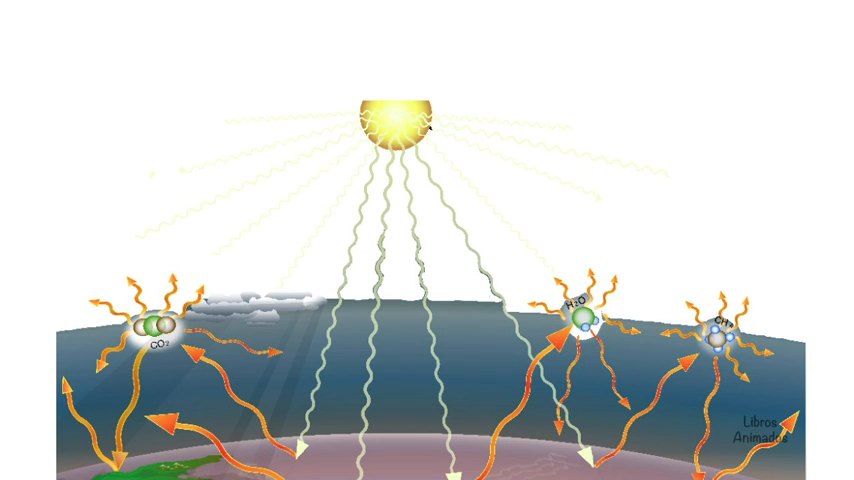 H₂O
CH₄
CO₂
Libros
Animados